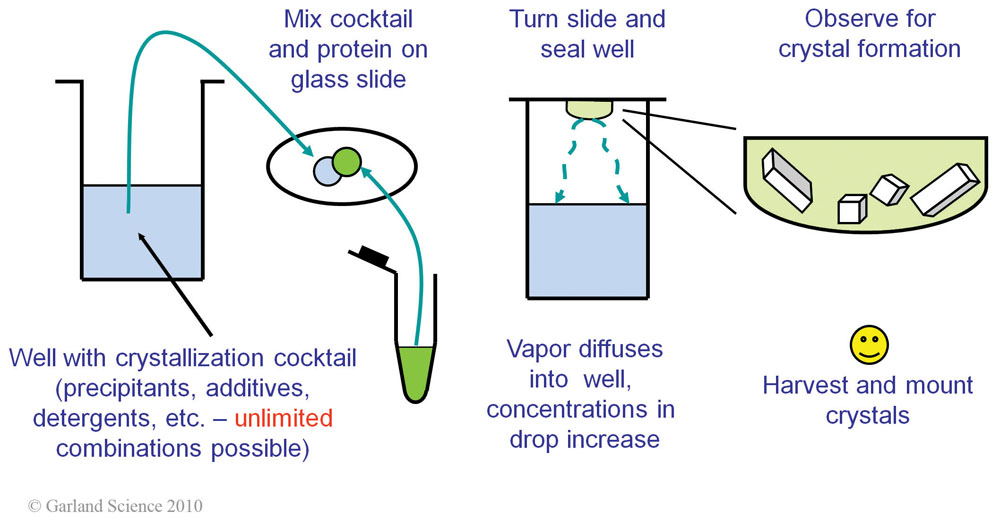 Mix cocktail
and protein on
glass slide
Turn slide and
seal well
Observe for
crystal formation
Well with crystallization cocktail
(precipitants, additives,
detergents, etc. – unlimited
combinations possible)
Vapor diffuses
into well,
concentrations in
drop increase
Harvest and mount
crystals
© Garland Science 2010